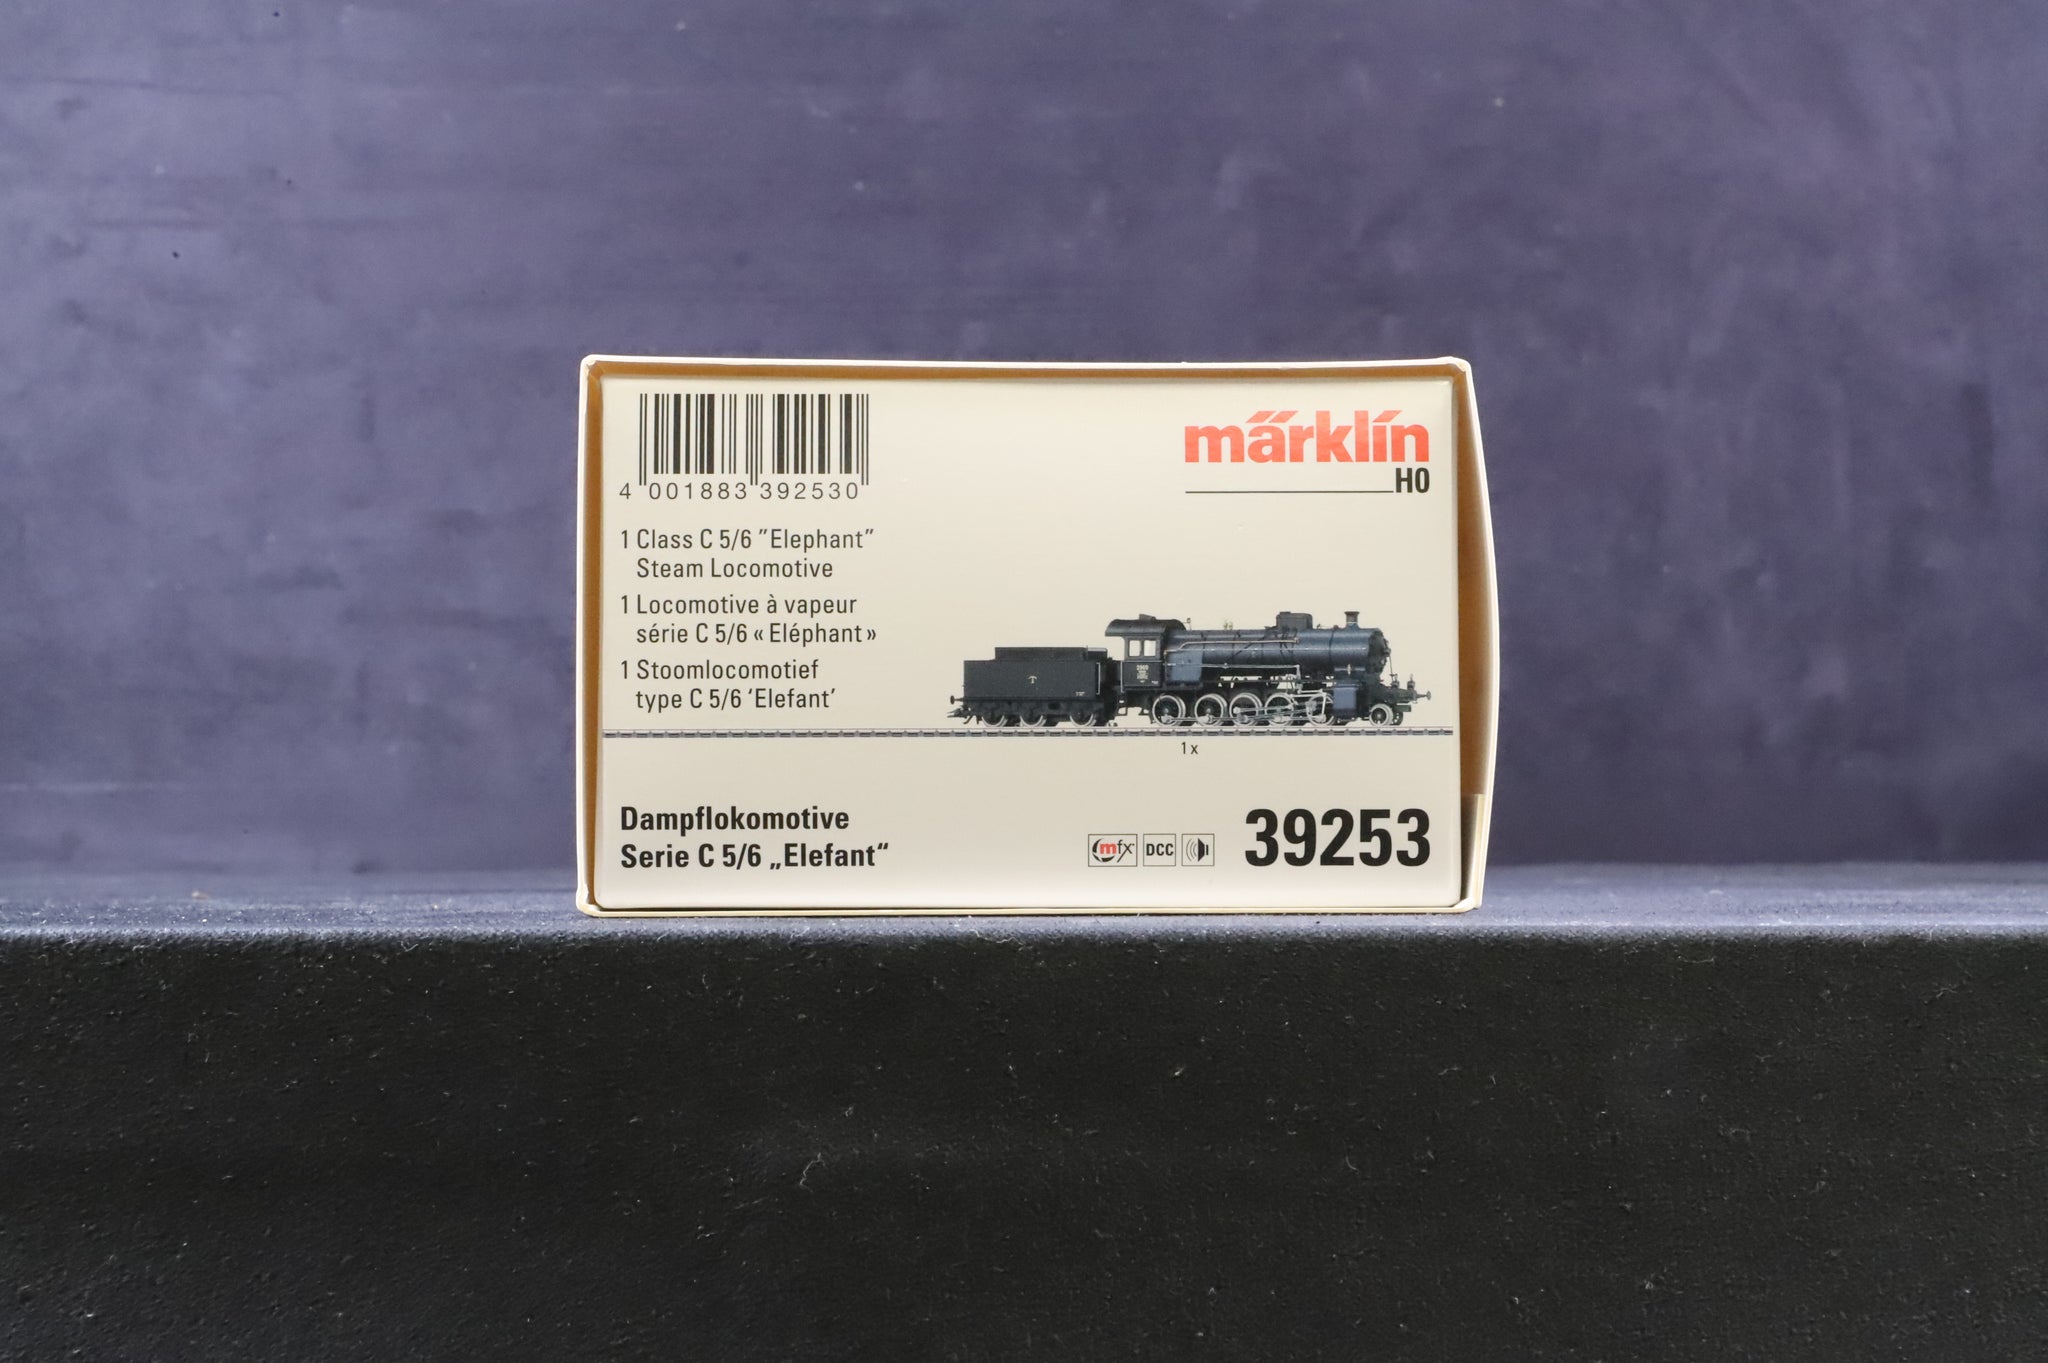 4 001883 392530
märklín
H0
1 Class C 5/6 ”Elephant”
Steam Locomotive
1 Locomotive à vapeur
série C 5/6 « Eléphant »
1 Stoomlocomotief
type C 5/6 ‘Elefant’
1 x
Dampflokomotive
Serie C 5/6 „Elefant“
mfx
DCC
39253